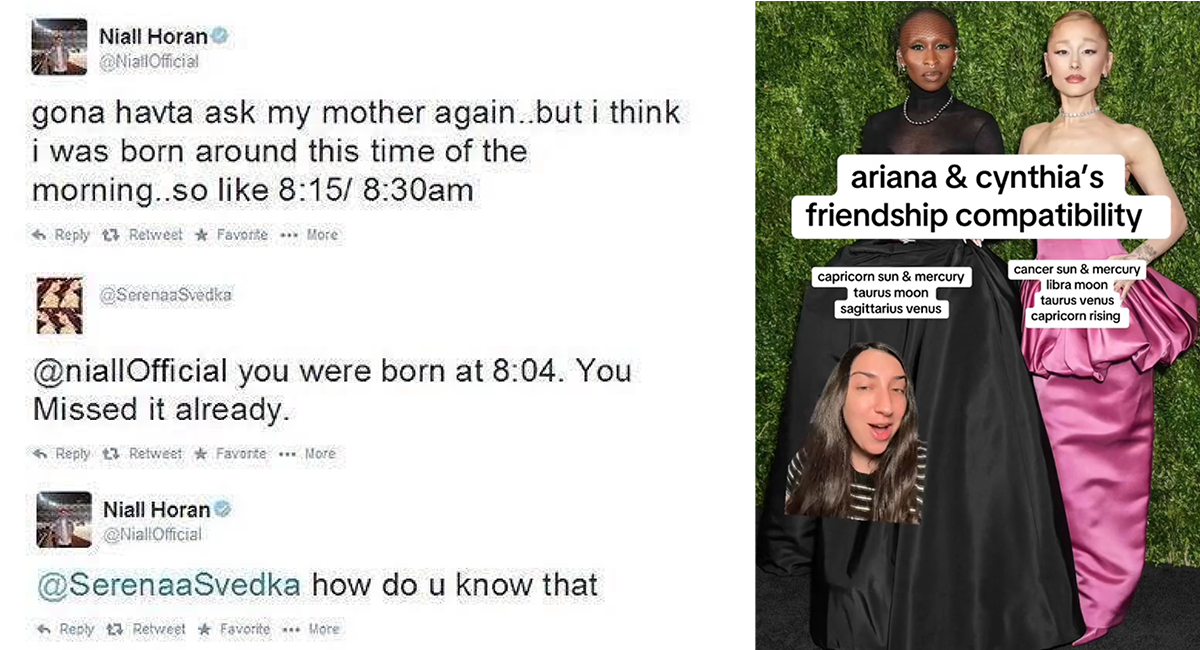 Niall Horan
@NiallOfficial
gona havta ask my mother again..but i think
i was born around this time of the
morning..so like 8:15/ 8:30am
Reply Retweet Favorite More
@SerenaaSvedka
@niallOfficial you were born at 8:04. You
Missed it already.
Reply Retweet Favorite More
Niall Horan
@NiallOfficial
@SerenaaSvedka how do u know that
Reply Retweet Favorite More
ariana & cynthia's
friendship compatibility
capricorn sun & mercury
taurus moon
sagittarius venus
cancer sun & mercury
libra moon
taurus venus
capricorn rising